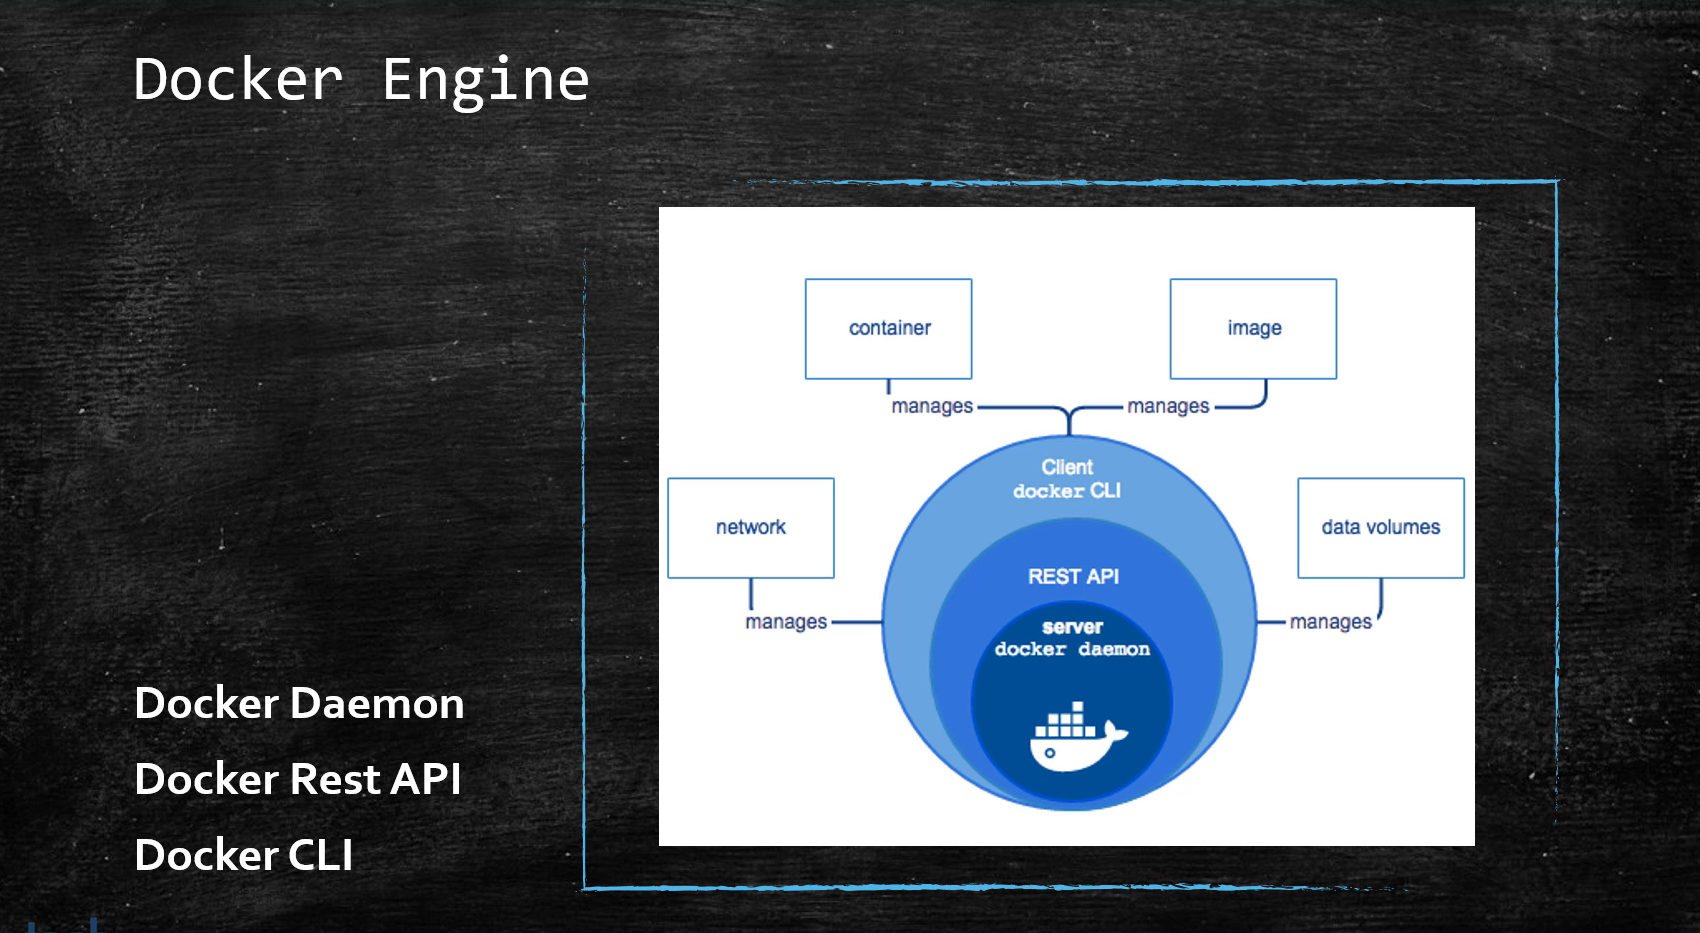 Docker Engine
container
image
manages
manages
Client
docker CLI
network
data volumes
REST API
manages
manages
server
docker daemon
Docker Daemon
Docker Rest API
Docker CLI